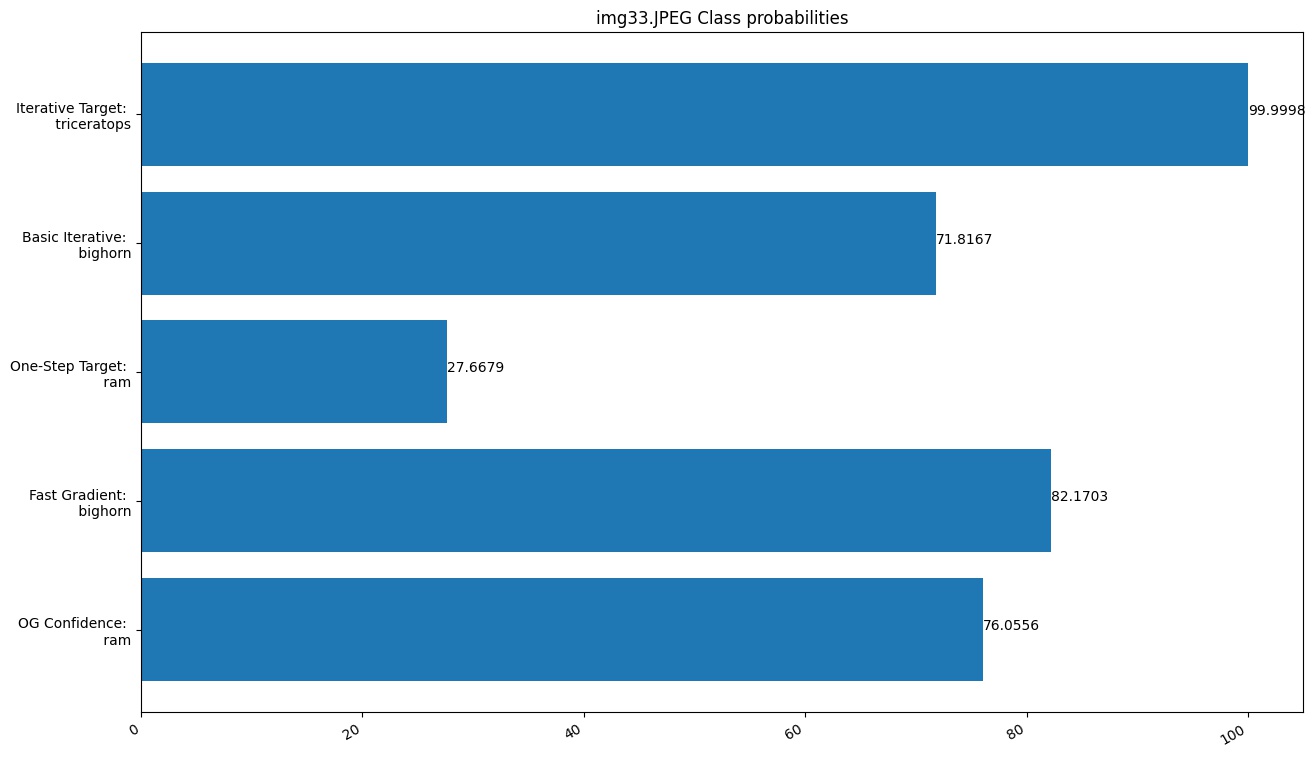 img33.JPEG Class probabilities
Iterative Target:
triceratops
99.9998
Basic Iterative:
bighorn
71.8167
One-Step Target:
ram
27.6679
Fast Gradient:
bighorn
82.1703
OG Confidence:
ram
76.0556
0
20
40
60
80
100